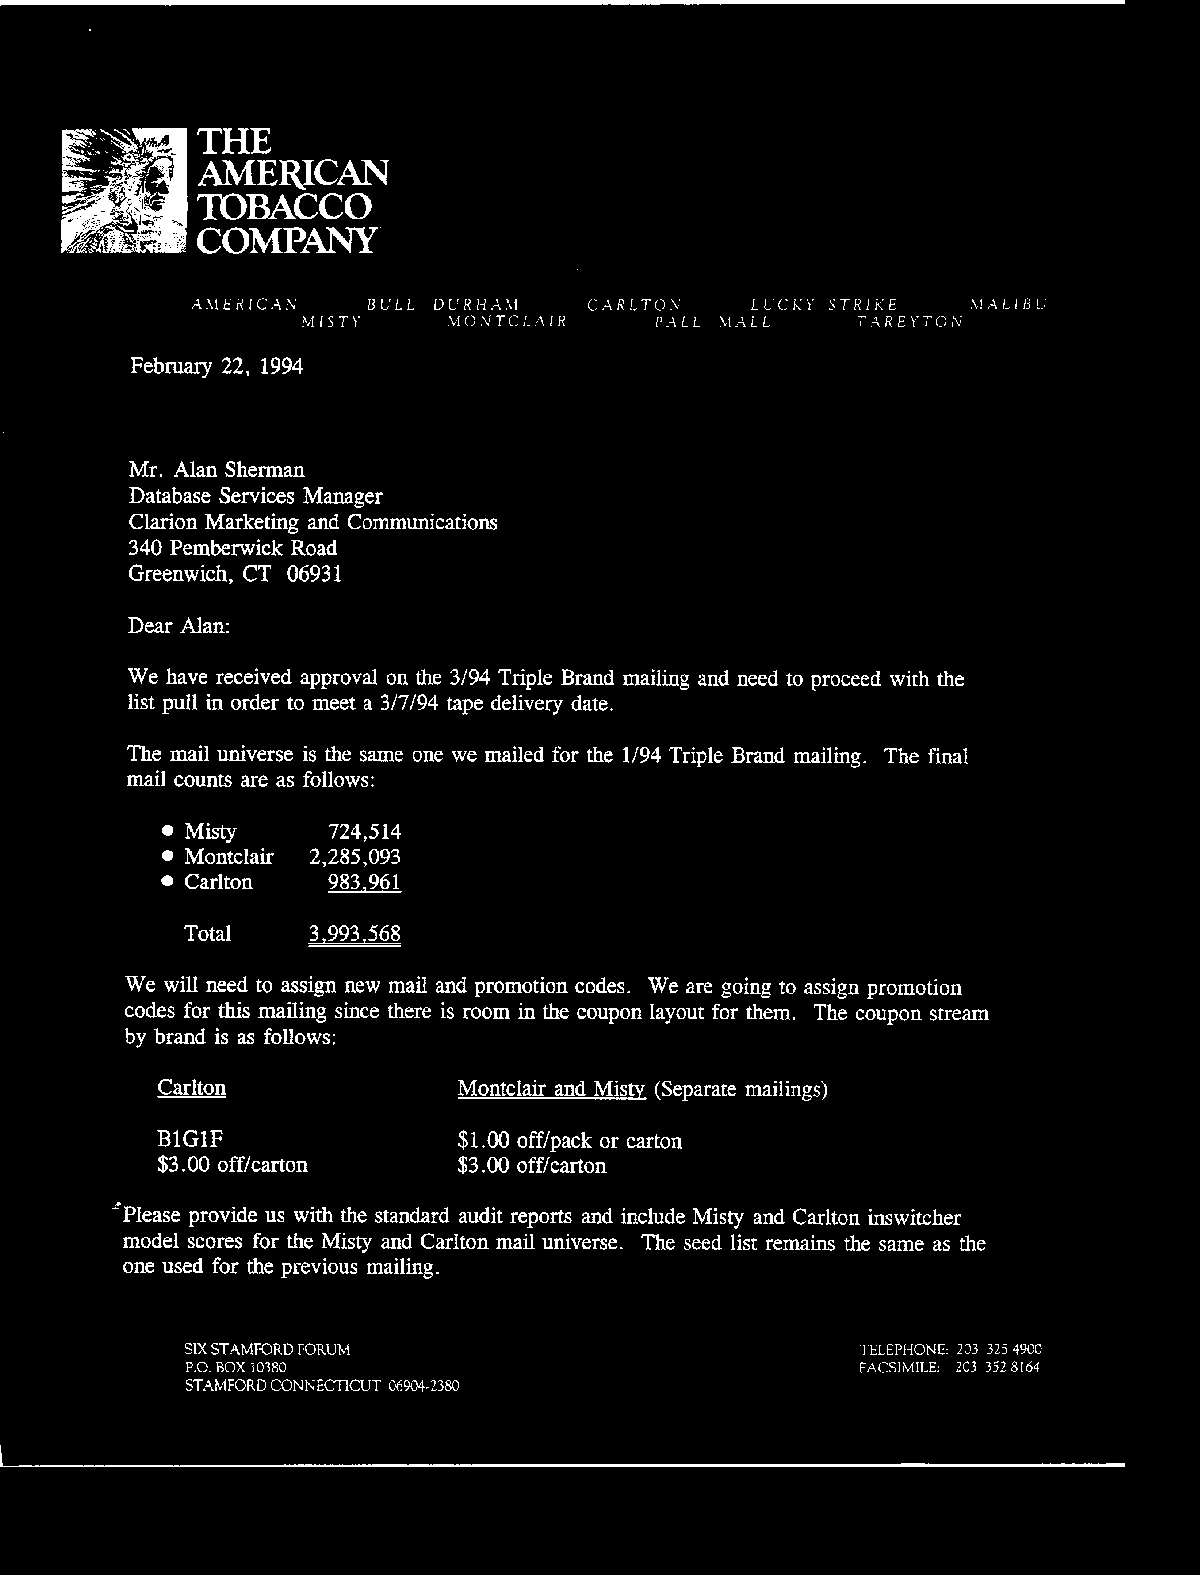 THE
AMERICAN
TOBACCO
COMPANY
AMERICAN BULL DURHAM CARLTON LUCKY STRIKE MALIBU
MISTY MONTCLAIR PALL MALL TAREYTON
February 22, 1994
Mr. Alan Sherman
Database Services Manager
Clarion Marketing and Communications
340 Pemberwick Road
Greenwich, CT 06931
Dear Alan:
We have received approval on the 3/94 Triple Brand mailing and need to proceed with the
list pull in order to meet a 3/7/94 tape delivery date.
The mail universe is the same one we mailed for the 1/94 Triple Brand mailing. The final
mail counts are as follows:
● Misty 724,514
● Montclair 2,285,093
● Carlton 983,961
Total 3,993,568
We will need to assign new mail and promotion codes. We are going to assign promotion
codes for this mailing since there is room in the coupon layout for them. The coupon stream
by brand is as follows:
Carlton Montclair and Misty (Separate mailings)
B1G1F $1.00 off/pack or carton
$3.00 off/carton $3.00 off/carton
Please provide us with the standard audit reports and include Misty and Carlton inswitcher
model scores for the Misty and Carlton mail universe. The seed list remains the same as the
one used for the previous mailing.
SIX STAMFORD FORUM TELEPHONE: 203 325 4900
P.O. BOX 10380 FACSIMILE: 203 352 8164
STAMFORD CONNECTICUT 06904-2380